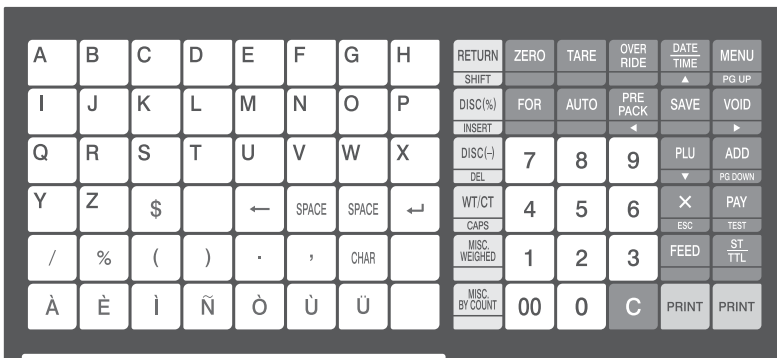 A B C D E F G H RETURN ZERO TARE OVER RIDE DATE TIME MENU
SHIFT ▲ PG UP
I J K L M N O P DISC(%) FOR AUTO PRE PACK SAVE VOID
INSERT ◀ ▶
Q R S T U V W X DISC(–) 7 8 9 PLU ADD
DEL ▼ PG DOWN
Y Z $ ← SPACE SPACE ↵ WT/CT 4 5 6 × PAY
CAPS ESC TEST
/ % ( ) . , CHAR MISC. WEIGHED 1 2 3 FEED ST TTL
À È Ì Ñ Ò Ù Ü MISC. BY COUNT 00 0 C PRINT PRINT